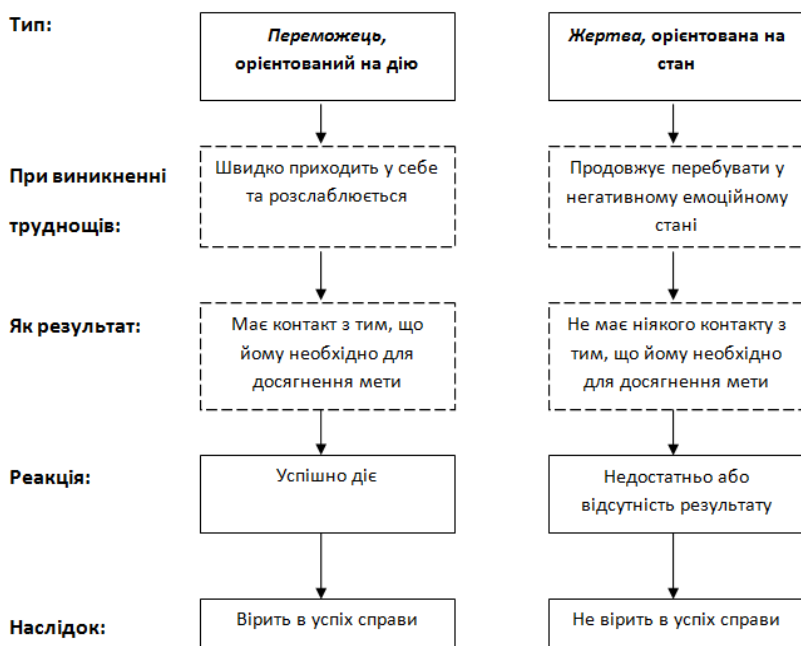 Тип:
Переможець,
орієнтований на дію
Жертва, орієнтована на
стан
При виникненні
труднощів:
Швидко приходить у себе
та розслаблюється
Продовжує перебувати у
негативному емоційному
стані
Як результат:
Має контакт з тим, що
йому необхідно для
досягнення мети
Не має ніякого контакту з
тим, що йому необхідно
для досягнення мети
Реакція:
Успішно діє
Недостатньо або
відсутність результату
Наслідок:
Вірить в успіх справи
Не вірить в успіх справи